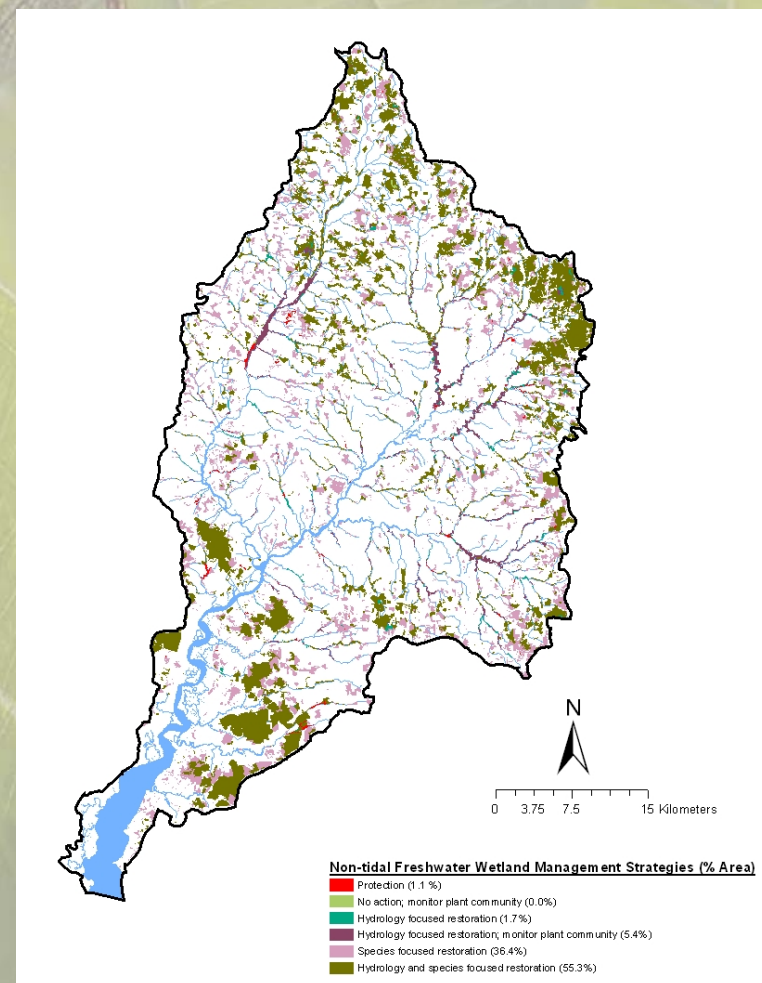 N
0 3.75 7.5 15 Kilometers
Non-tidal Freshwater Wetland Management Strategies (% Area)
Protection (1.1 %)
No action; monitor plant community (0.0%)
Hydrology focused restoration (1.7%)
Hydrology focused restoration; monitor plant community (5.4%)
Species focused restoration (36.4%)
Hydrology and species focused restoration (55.3%)